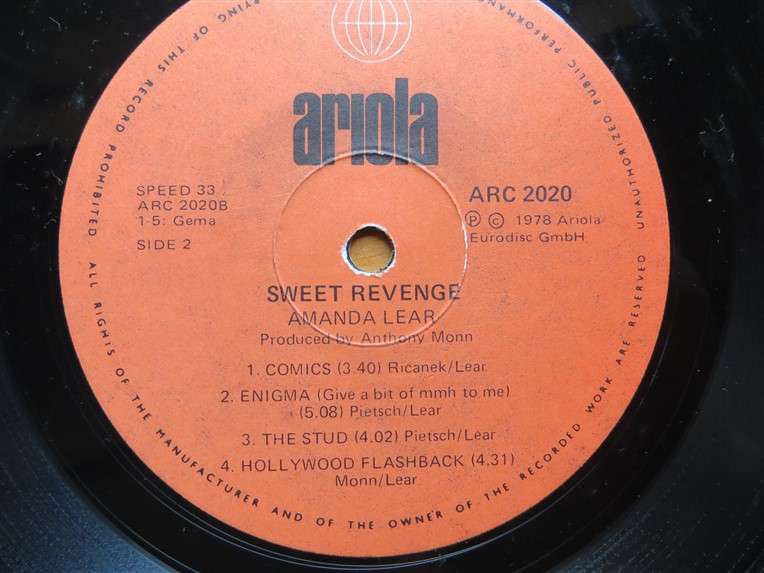 ariola
SPEED 33
ARC 2020B
1-5: Gema
SIDE 2
ARC 2020
Ⓟ © 1978 Ariola
Eurodisc GmbH
SWEET REVENGE
AMANDA LEAR
Produced by Anthony Monn
1. COMICS (3.40) Ricanek/Lear
2. ENIGMA (Give a bit of mmh to me)
(5.08) Pietsch/Lear
3. THE STUD (4.02) Pietsch/Lear
4. HOLLYWOOD FLASHBACK (4.31)
Monn/Lear
ALL RIGHTS OF THE MANUFACTURER AND OF THE OWNER OF THE RECORDED WORK ARE RESERVED UNAUTHORIZED PUBLIC PERFORMANC
RTING OF THIS RECORD PROHIBITED